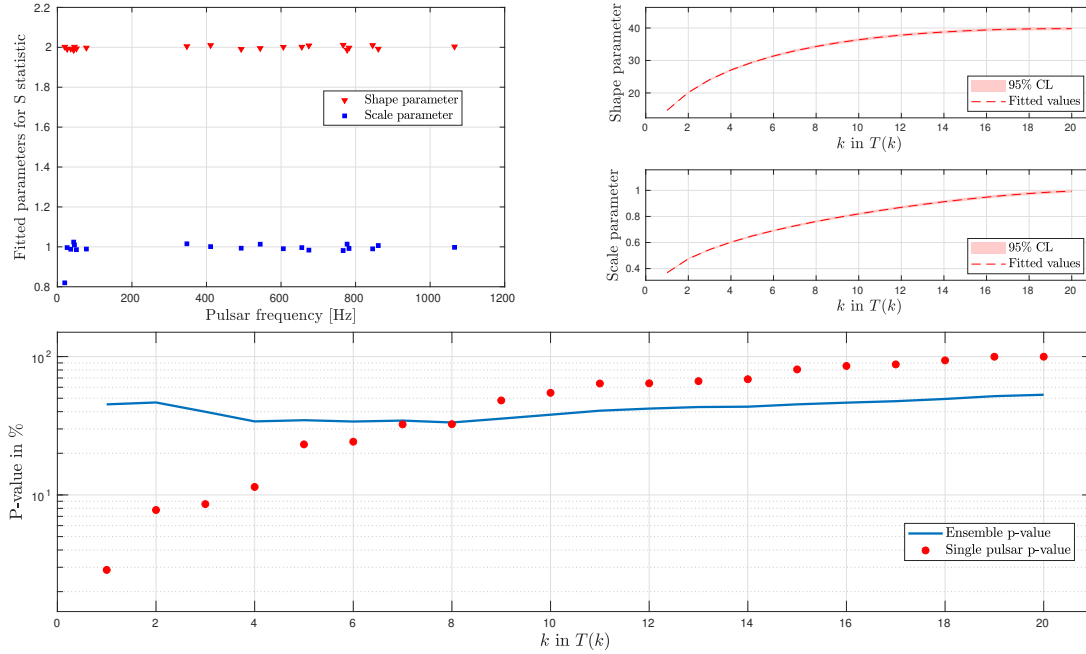 Fitted parameters for S statistic
2.2
2
1.8
1.6
1.4
1.2
1
0.8
0 200 400 600 800 1000 1200
Pulsar frequency [Hz]
Shape parameter
Scale parameter
Shape parameter
40
30
20
0 2 4 6 8 10 12 14 16 18 20
k in T(k)
95% CL
Fitted values
Scale parameter
1
0.8
0.6
0.4
0 2 4 6 8 10 12 14 16 18 20
k in T(k)
95% CL
Fitted values
P-value in %
10²
10¹
0 2 4 6 8 10 12 14 16 18 20
k in T(k)
Ensemble p-value
Single pulsar p-value